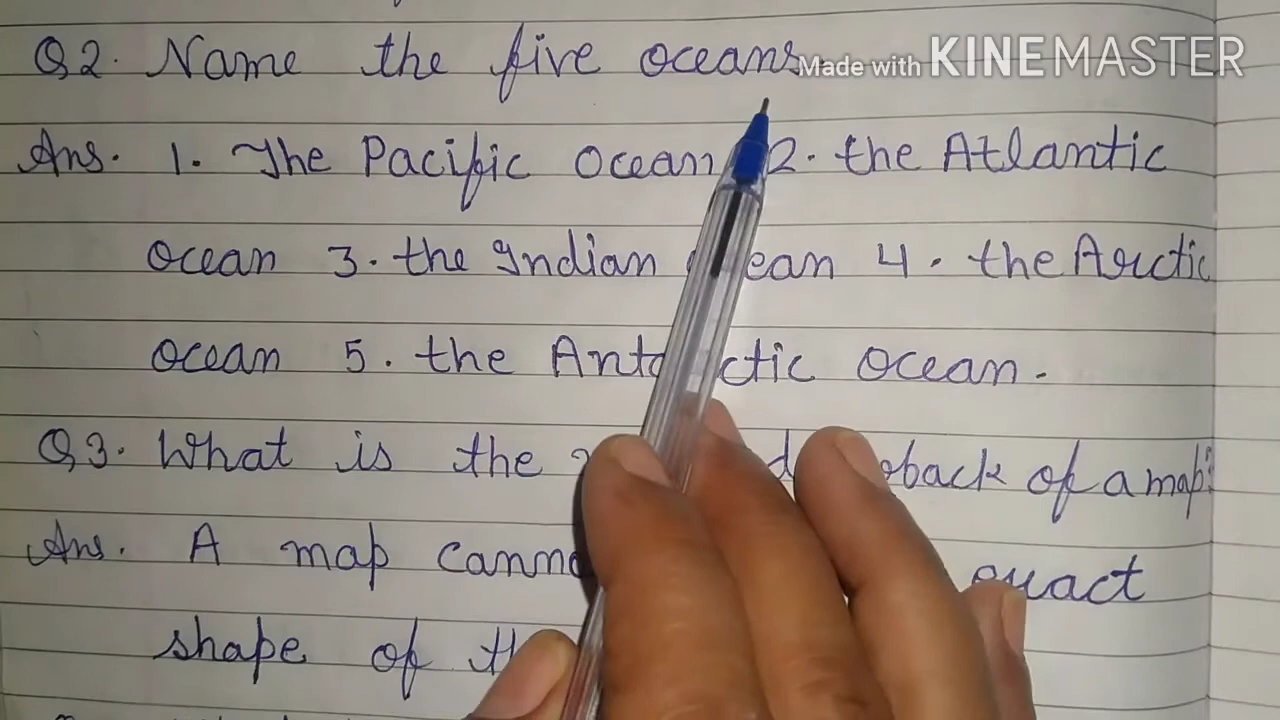 Q2. Name the five oceans.
Made with KINEMASTER
Ans. 1. The Pacific Ocean 2. the Atlantic
Ocean 3. the Indian ean 4. the Arctic
Ocean 5. the Anta ctic Ocean.
Q3. What is the back of a map?
Ans. A map exact
shape of